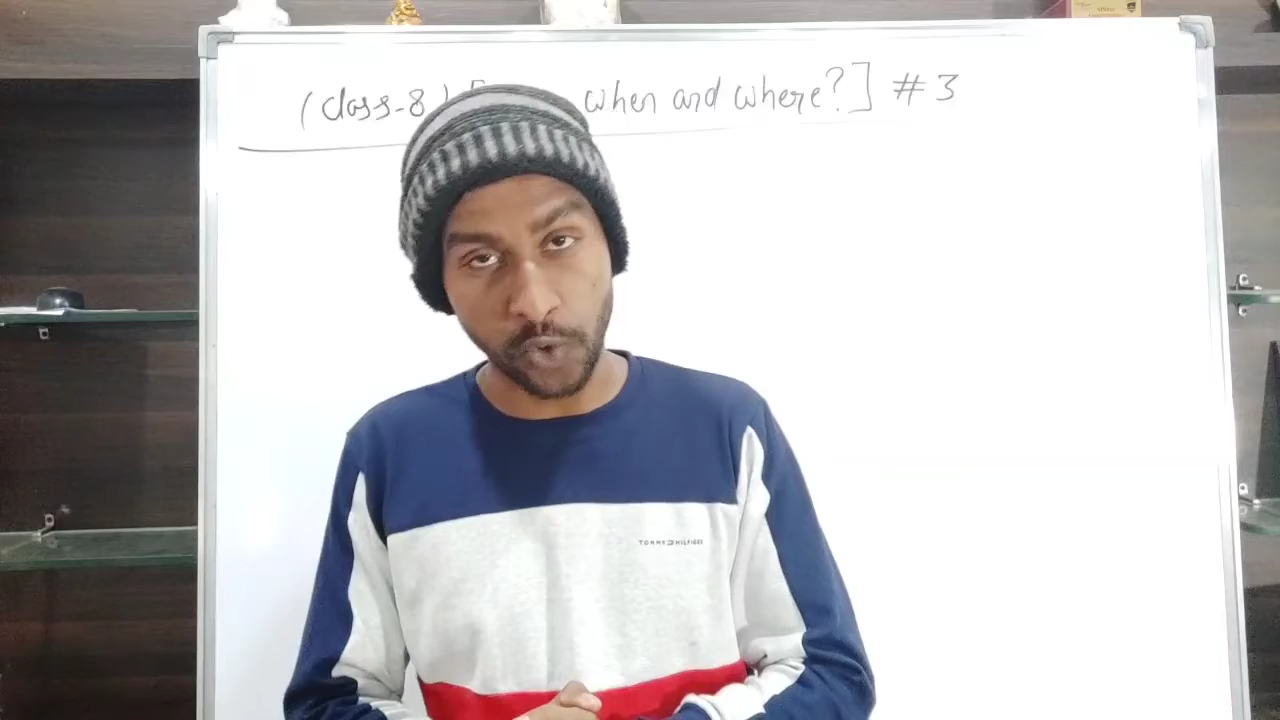 (Class-8) [ when and where?] #3
TOMMY HILFIGER